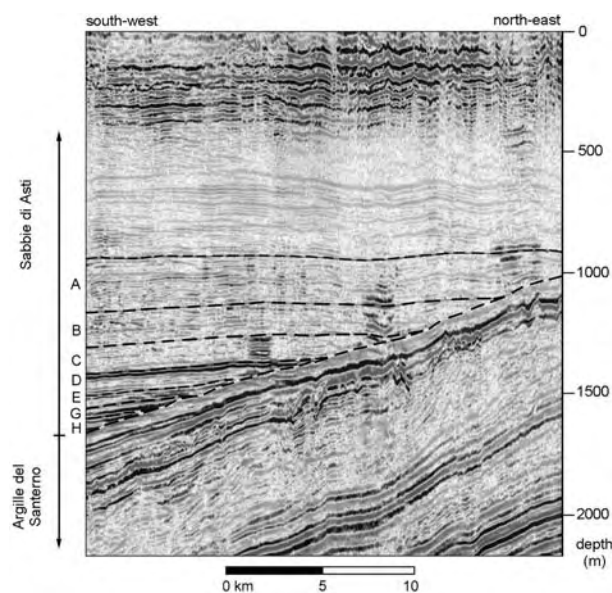 south-west
north-east
0
500
1000
1500
2000
depth
(m)
Sabbie di Asti
Argille del
Santerno
A
B
C
D
E
G
H
0 km
5
10